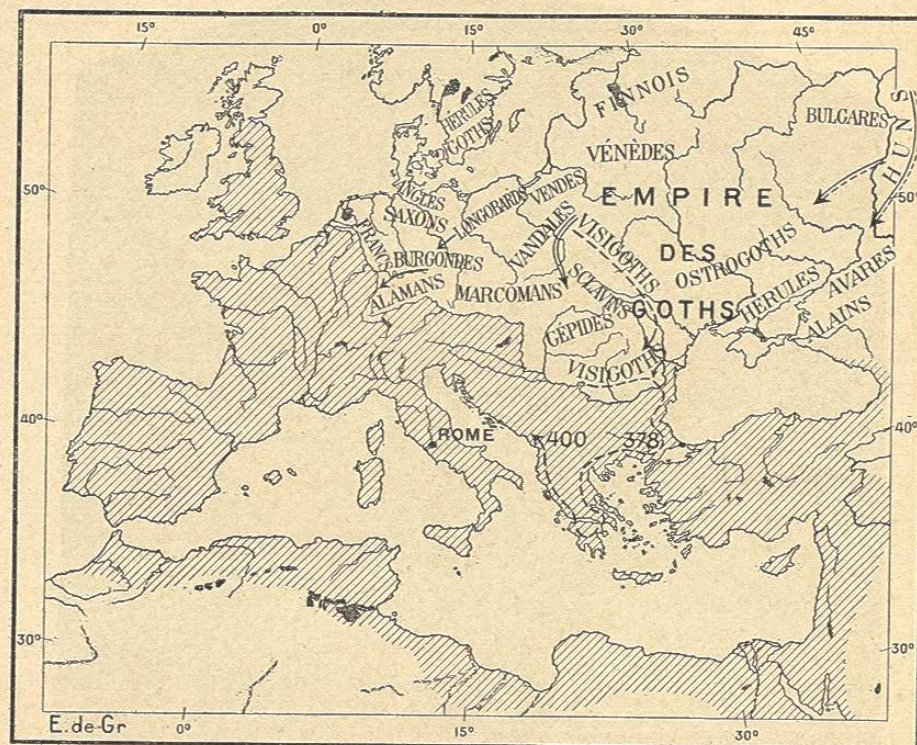 15° 0° 15° 30° 45°
FINNOIS
HÉRULES
GOTHS
BULGARES
HUNS
VÉNÈDES
50°
50°
ANGLES
SAXONS
LONGOBARDS
VENDES
EMPIRE
VANDALES
VISIGOTHS
FRANCS
BURGONDES
DES
OSTROGOTHS
ALAMANS
MARCOMANS
SCLAVINS
GOTHS
HÉRULES
AVARES
ALAINS
GÉPIDES
VISIGOTHS
40°
40°
ROME
400
378
30°
30°
E. de-Gr
0° 15° 30°